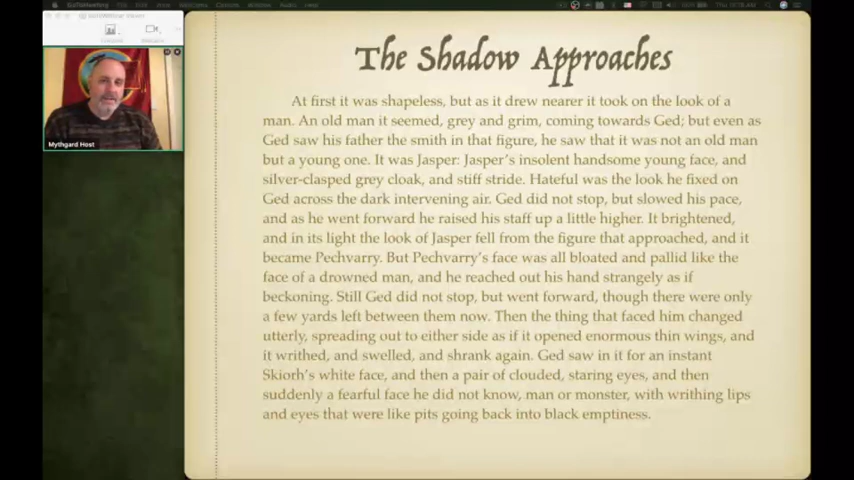 The Shadow Approaches
At first it was shapeless, but as it drew nearer it took on the look of a
man. An old man it seemed, grey and grim, coming towards Ged; but even as
Ged saw his father the smith in that figure, he saw that it was not an old man
but a young one. It was Jasper: Jasper's insolent handsome young face, and
silver-clasped grey cloak, and stiff stride. Hateful was the look he fixed on
Ged across the dark intervening air. Ged did not stop, but slowed his pace,
and as he went forward he raised his staff up a little higher. It brightened,
and in its light the look of Jasper fell from the figure that approached, and it
became Pechvarry. But Pechvarry's face was all bloated and pallid like the
face of a drowned man, and he reached out his hand strangely as if
beckoning. Still Ged did not stop, but went forward, though there were only
a few yards left between them now. Then the thing that faced him changed
utterly, spreading out to either side as if it opened enormous thin wings, and
it writhed, and swelled, and shrank again. Ged saw in it for an instant
Skiorh's white face, and then a pair of clouded, staring eyes, and then
suddenly a fearful face he did not know, man or monster, with writhing lips
and eyes that were like pits going back into black emptiness.
Mythgard Host